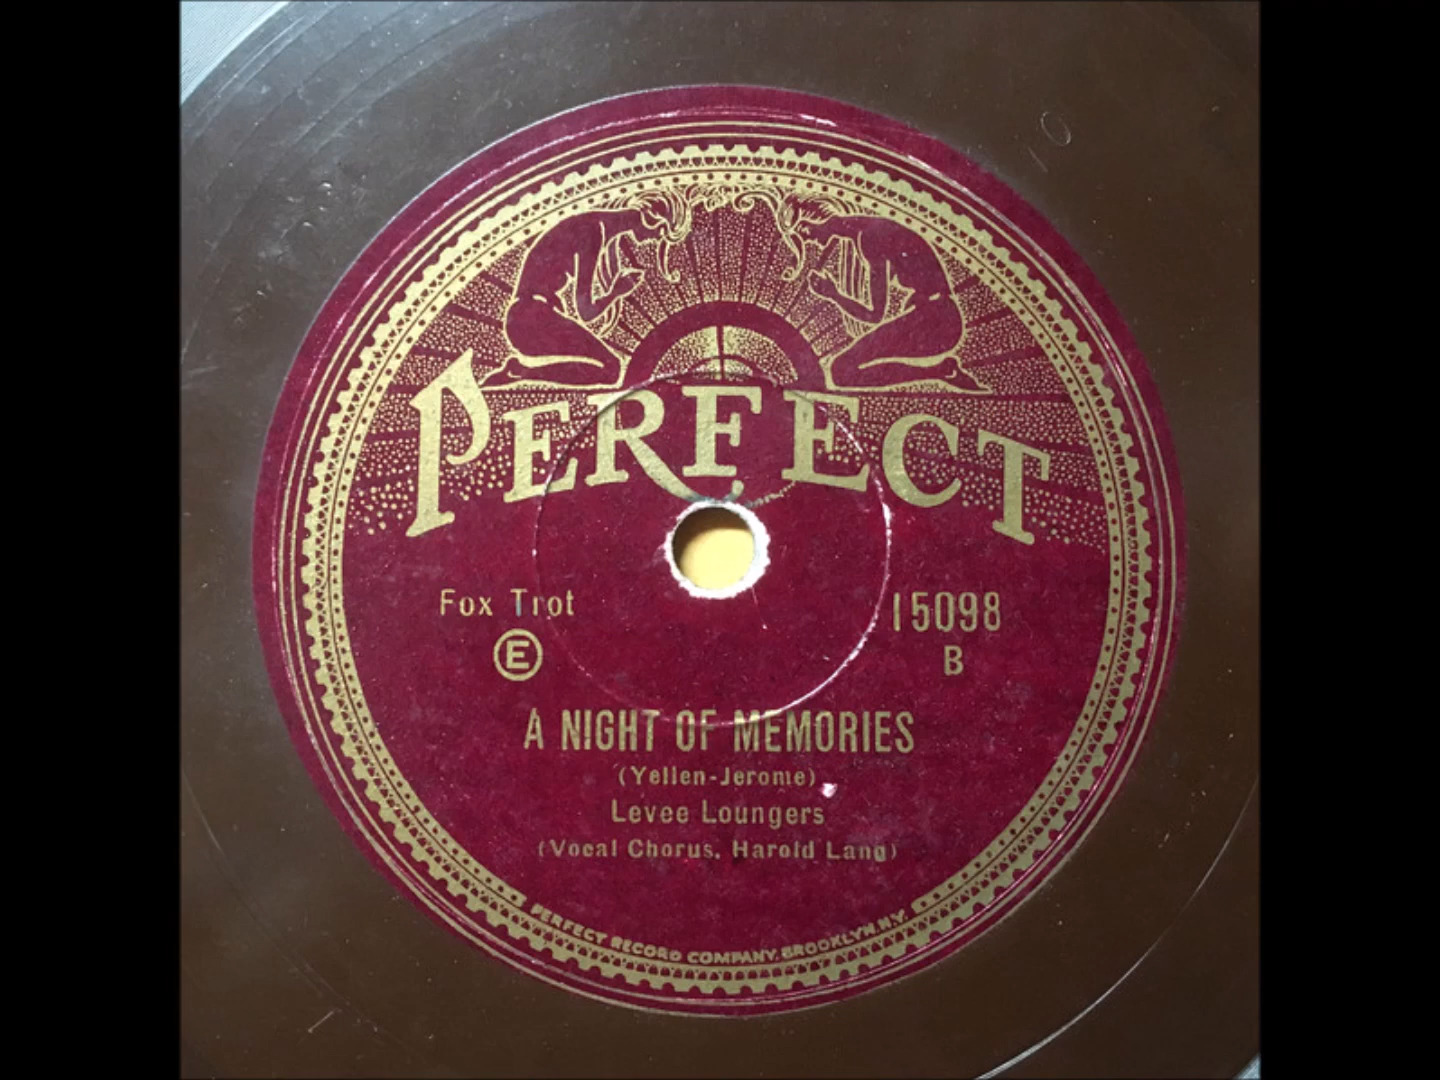 PERFECT
Fox Trot
15098
E
B
A NIGHT OF MEMORIES
(Yellen-Jerome)
Levee Loungers
(Vocal Chorus, Harold Lang)
PERFECT RECORD COMPANY, BROOKLYN, N.Y.